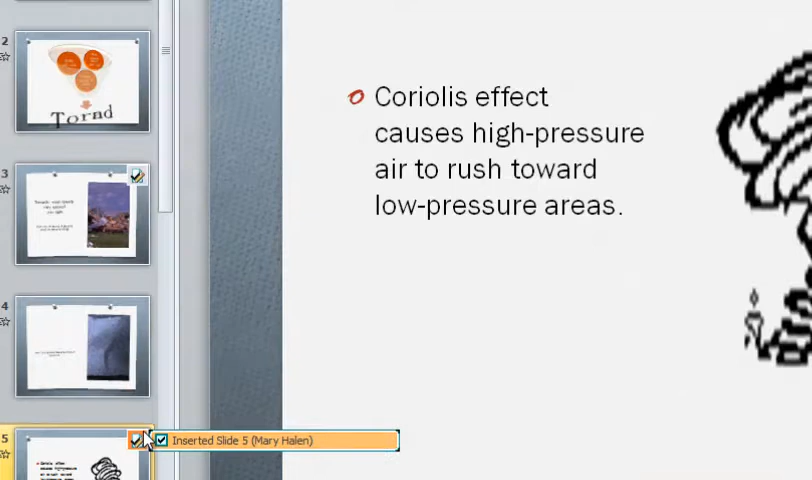 2
Tornad
3
4
5
Coriolis effect
causes high-pressure
air to rush toward
low-pressure areas.
Inserted Slide 5 (Mary Halen)